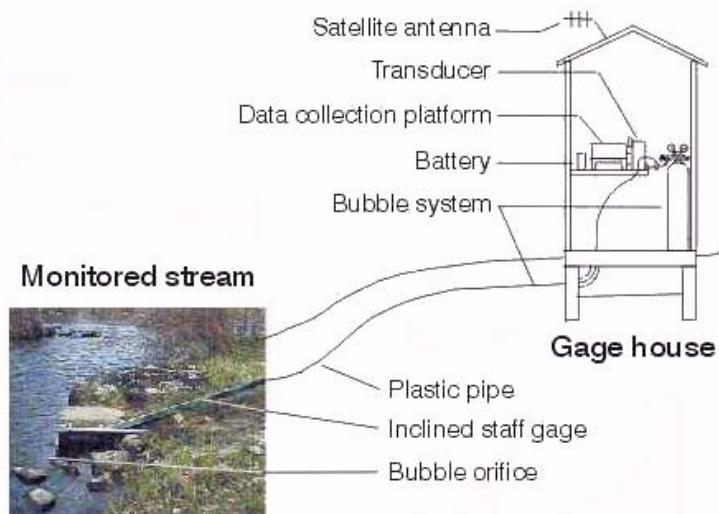 Satellite antenna
Transducer
Data collection platform
Battery
Bubble system
Monitored stream
Gage house
Plastic pipe
Inclined staff gage
Bubble orifice